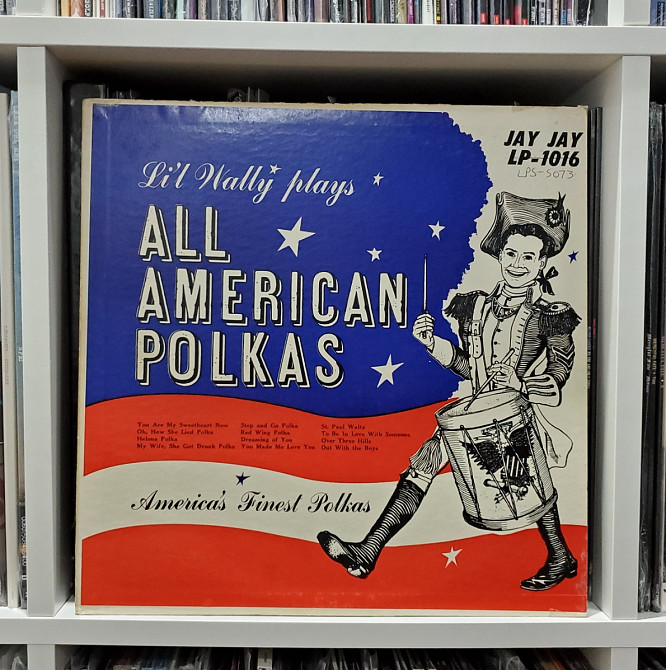 JAY JAY
LP-1016
LPS-5073
Li'l Wally plays
ALL
AMERICAN
POLKAS
You Are My Sweetheart Now
Oh, How She Lied Polka
Helena Polka
My Wife, She Got Drunk Polka
Stop and Go Polka
Red Wing Polka
Dreaming of You
You Made Me Love You
St. Paul Waltz
To Be In Love With Someone
Over Three Hills
Out With the Boys
America's Finest Polkas